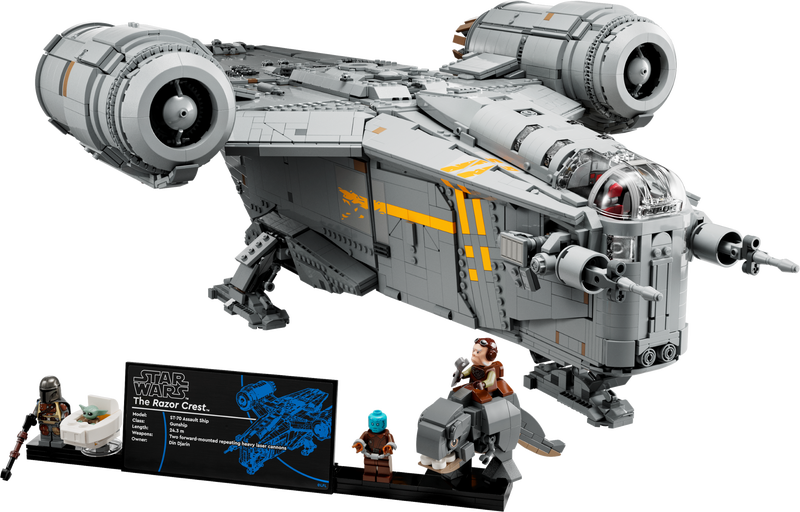 STAR
WARS
The Razor Crest™
Model: ST-70 Assault Ship
Class: Gunship
Length: 24.3 m
Weapons: Two forward-mounted repeating heavy laser cannons
Owner: Din Djarin